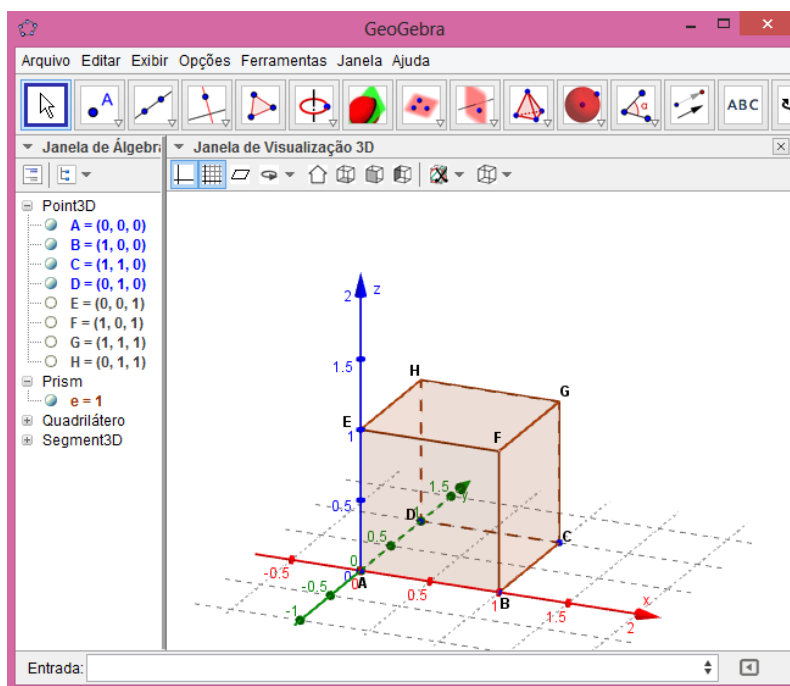 GeoGebra
Arquivo Editar Exibir Opções Ferramentas Janela Ajuda
A
α
ABC
Janela de Álgebr
Janela de Visualização 3D
Point3D
A = (0, 0, 0)
B = (1, 0, 0)
C = (1, 1, 0)
D = (0, 1, 0)
E = (0, 0, 1)
F = (1, 0, 1)
G = (1, 1, 1)
H = (0, 1, 1)
Prism
e = 1
Quadrilátero
Segment3D
2 z
1.5
H
G
E
1
F
1.5 y
0.5
D 1
0.5
C
0
-0.5
0 0 A
-0.5
0.5
1 B
x
-1
1.5
2
Entrada: